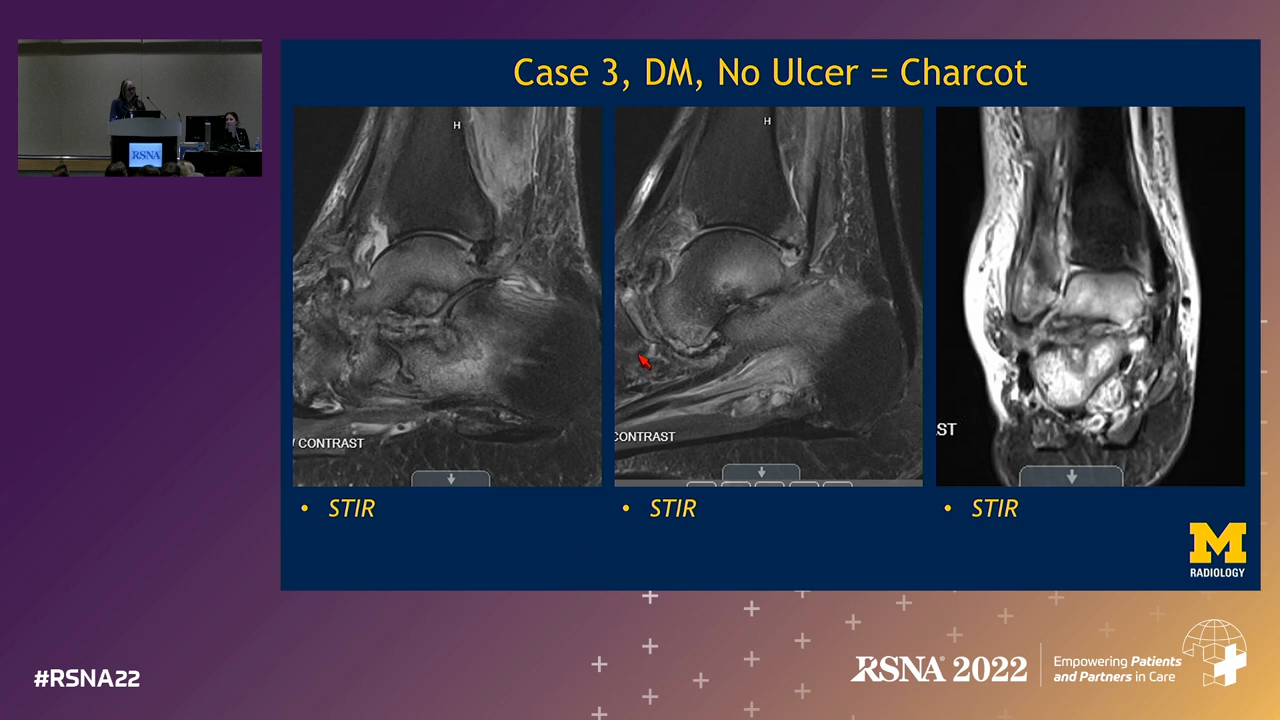 Case 3, DM, No Ulcer = Charcot
RSNA
H
H
/ CONTRAST
CONTRAST
ST
• STIR
• STIR
• STIR
M
RADIOLOGY
#RSNA22
RSNA® 2022
Empowering Patients
and Partners in Care